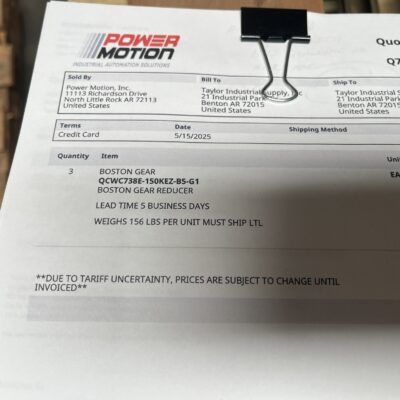 POWER
MOTION
INDUSTRIAL AUTOMATION SOLUTIONS
Quo
Q7
Sold By
Power Motion, Inc.
11113 Richardson Drive
North Little Rock AR 72113
United States
Bill To
Taylor Industrial Supply,
21 Industrial Park
Benton AR 72015
United States
Ship To
Taylor Industrial S
21 Industrial Park
Benton AR 7201
United States
Terms
Credit Card
Date
5/15/2025
Shipping Method
Quantity Item
Uni
3 BOSTON GEAR
EA
QCWC738E-150KEZ-B5-G1
BOSTON GEAR REDUCER
LEAD TIME 5 BUSINESS DAYS
WEIGHS 156 LBS PER UNIT MUST SHIP LTL
**DUE TO TARIFF UNCERTAINTY, PRICES ARE SUBJECT TO CHANGE UNTIL
INVOICED**